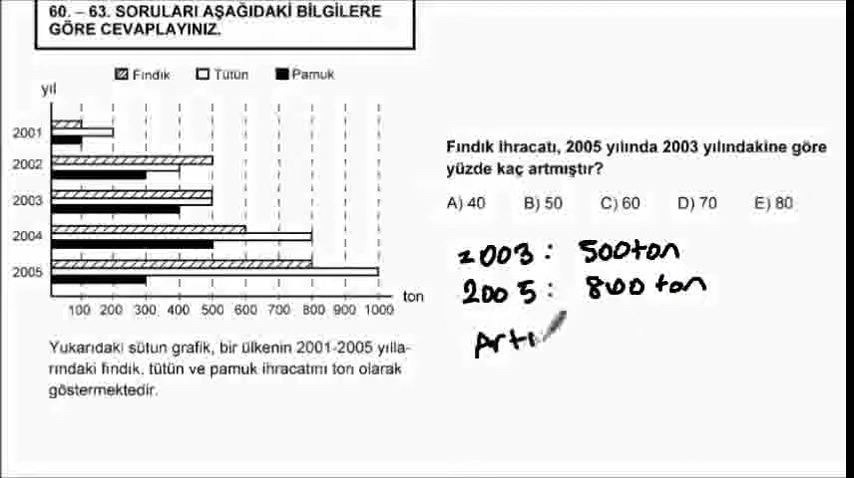 60. – 63. SORULARI AŞAĞIDAKİ BİLGİLERE
GÖRE CEVAPLAYINIZ.
Fındık Tütün Pamuk
yıl
2001
2002
2003
2004
2005
ton
100 200 300 400 500 600 700 800 900 1000
Yukarıdaki sütun grafik, bir ülkenin 2001-2005 yılla-
rındaki fındık, tütün ve pamuk ihracatını ton olarak
göstermektedir.
Fındık ihracatı, 2005 yılında 2003 yılındakine göre
yüzde kaç artmıştır?
A) 40 B) 50 C) 60 D) 70 E) 80
2003: 500 ton
2005: 800 ton
Artı